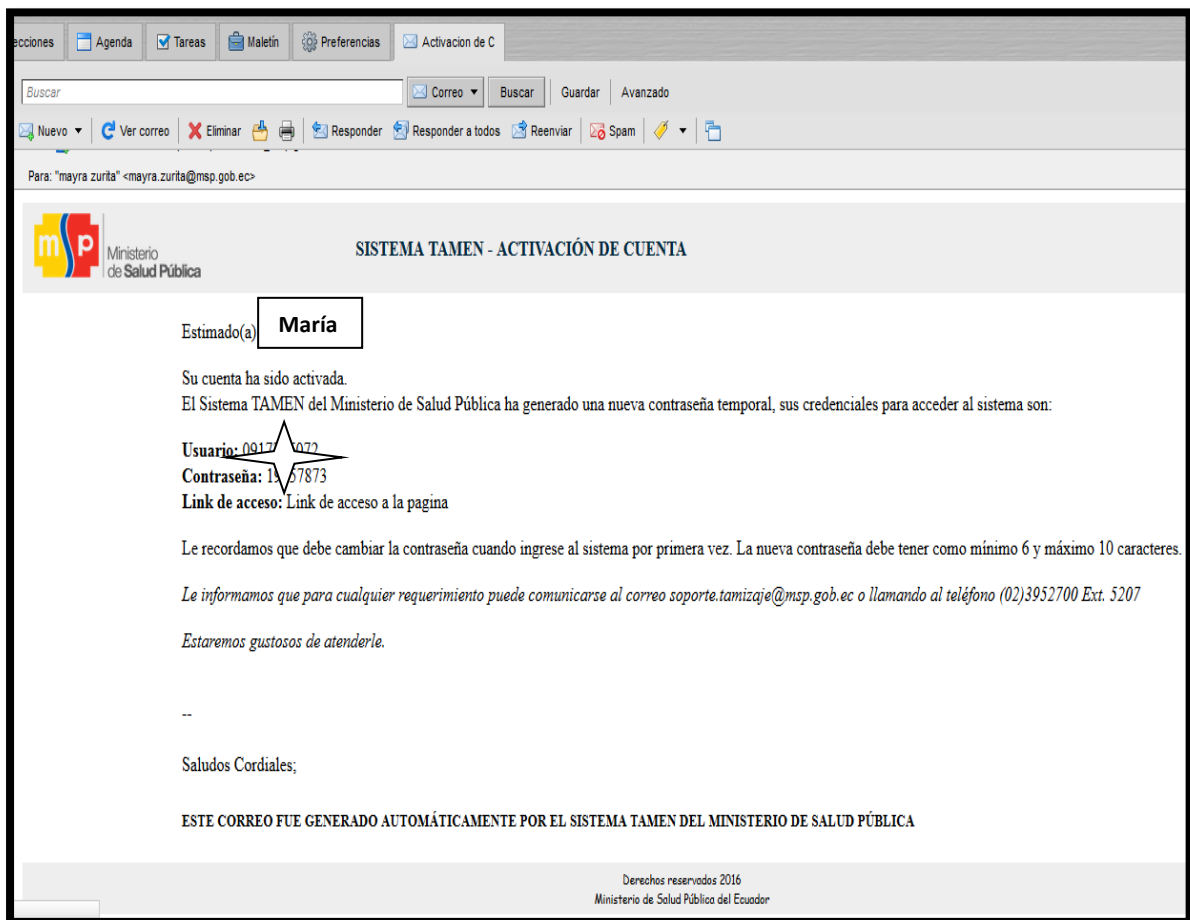 ecciones Agenda Tareas Maletín Preferencias Activacion de C
Buscar Correo Buscar Guardar Avanzado
Nuevo Ver correo Eliminar Responder Responder a todos Reenviar Spam
Para: "mayra zurita" <mayra.zurita@msp.gob.ec>
msp Ministerio
de Salud Pública
SISTEMA TAMEN - ACTIVACIÓN DE CUENTA
Estimado(a) María
Su cuenta ha sido activada.
El Sistema TAMEN del Ministerio de Salud Pública ha generado una nueva contraseña temporal, sus credenciales para acceder al sistema son:
Usuario:
Contraseña:
Link de acceso: Link de acceso a la pagina
Le recordamos que debe cambiar la contraseña cuando ingrese al sistema por primera vez. La nueva contraseña debe tener como mínimo 6 y máximo 10 caracteres.
Le informamos que para cualquier requerimiento puede comunicarse al correo soporte.tamizaje@msp.gob.ec o llamando al teléfono (02)3952700 Ext. 5207
Estaremos gustosos de atenderle.
--
Saludos Cordiales;
ESTE CORREO FUE GENERADO AUTOMÁTICAMENTE POR EL SISTEMA TAMEN DEL MINISTERIO DE SALUD PÚBLICA
Derechos reservados 2016
Ministerio de Salud Pública del Ecuador